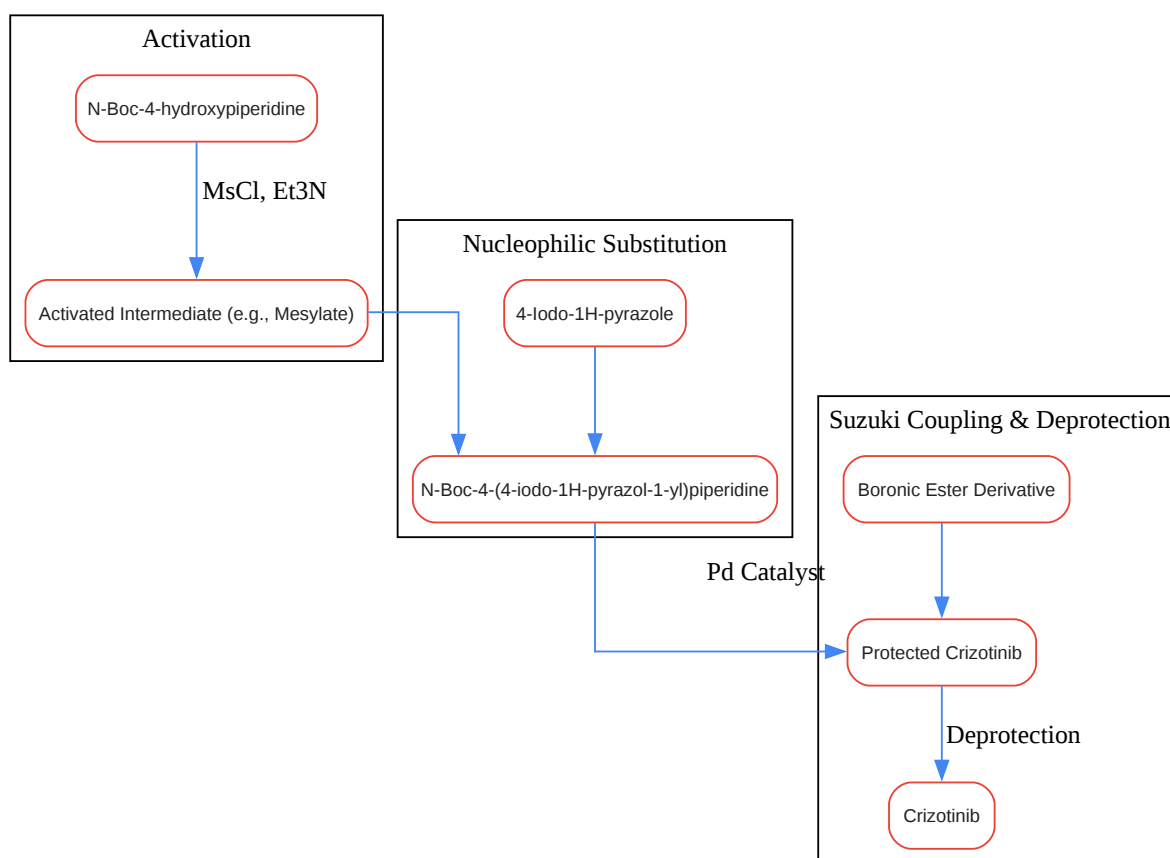 Activation
N-Boc-4-hydroxypiperidine
MsCl, Et3N
Activated Intermediate (e.g., Mesylate)
Nucleophilic Substitution
4-Iodo-1H-pyrazole
N-Boc-4-(4-iodo-1H-pyrazol-1-yl)piperidine
Pd Catalyst
Suzuki Coupling & Deprotection
Boronic Ester Derivative
Protected Crizotinib
Deprotection
Crizotinib